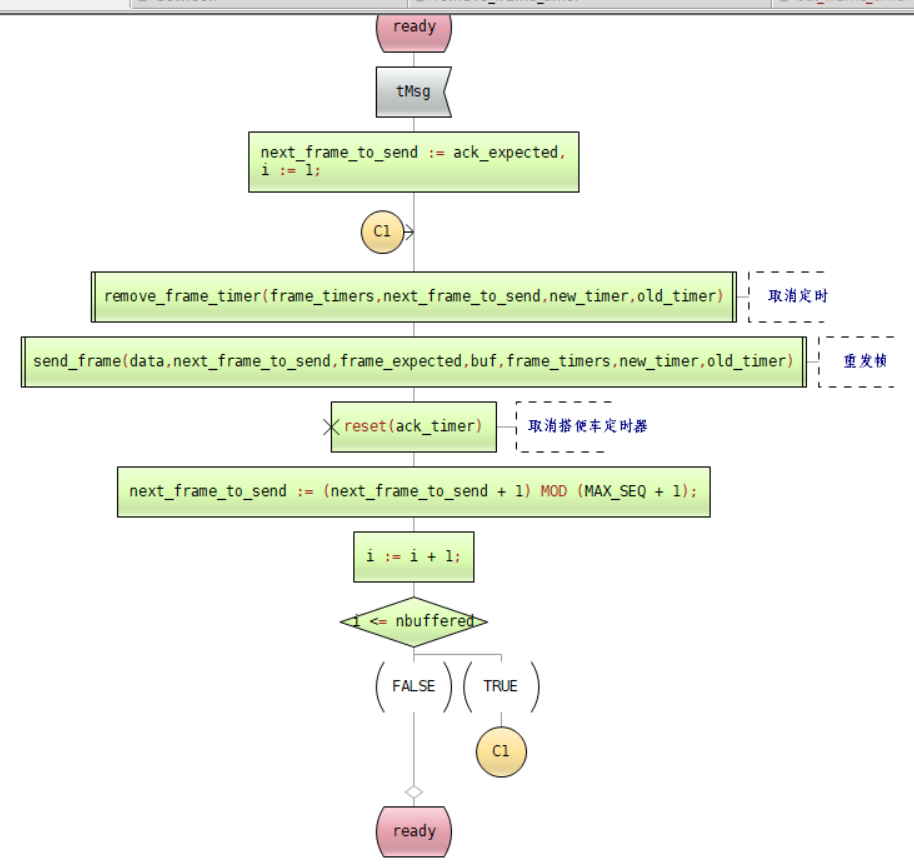 ready
tMsg
next_frame_to_send := ack_expected,
i := 1;
C1
remove_frame_timer(frame_timers,next_frame_to_send,new_timer,old_timer)
取消定时
send_frame(data,next_frame_to_send,frame_expected,buf,frame_timers,new_timer,old_timer)
重发帧
reset(ack_timer)
取消搭便车定时器
next_frame_to_send := (next_frame_to_send + 1) MOD (MAX_SEQ + 1);
i := i + 1;
i <= nbuffered
FALSE
TRUE
C1
ready